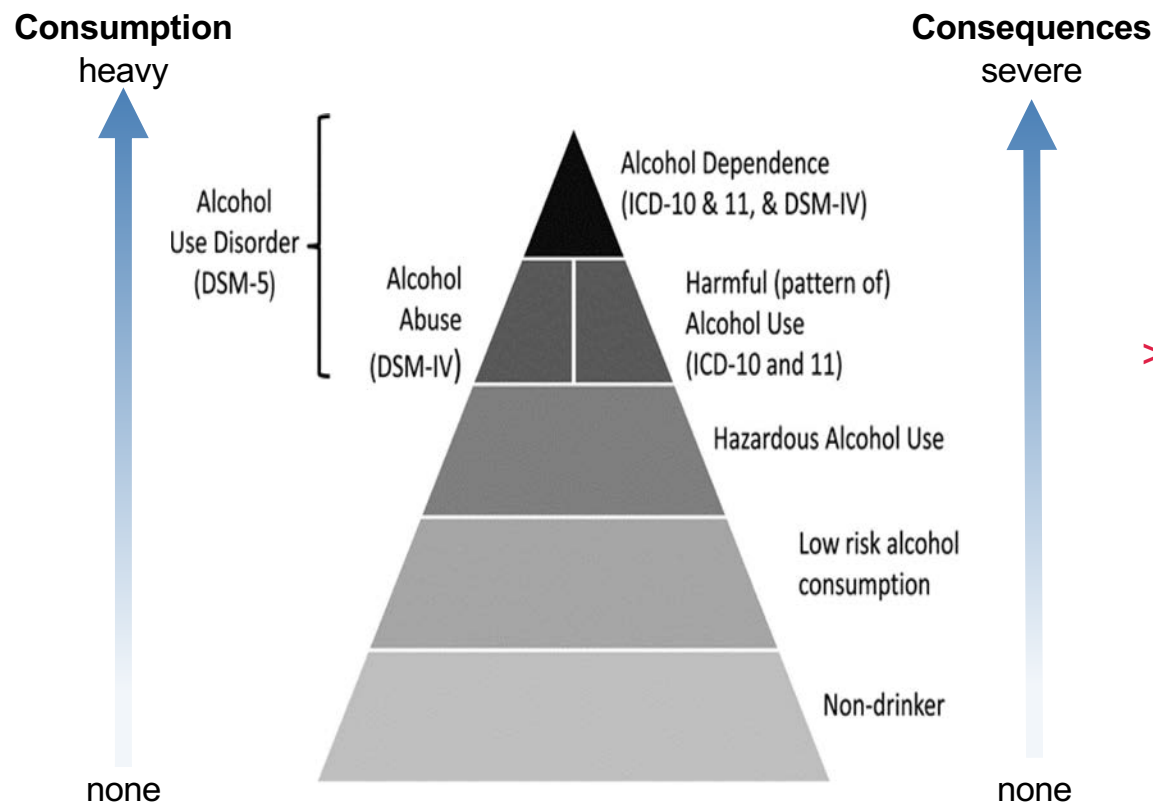 Consumption
heavy
Consequences
severe
Alcohol
Use Disorder
(DSM-5)
Alcohol Dependence
(ICD-10 & 11, & DSM-IV)
Alcohol
Abuse
(DSM-IV)
Harmful (pattern of)
Alcohol Use
(ICD-10 and 11)
>
Hazardous Alcohol Use
Low risk alcohol
consumption
Non-drinker
none
none